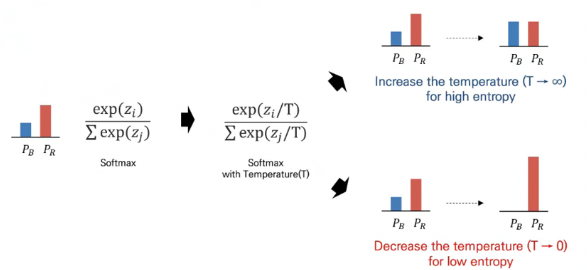 P_B P_R
exp(z_i)
∑ exp(z_j)
Softmax
exp(z_i/T)
∑ exp(z_j/T)
Softmax
with Temperature(T)
P_B P_R
P_B P_R
Increase the temperature (T → ∞)
for high entropy
P_B P_R
P_B P_R
Decrease the temperature (T → 0)
for low entropy